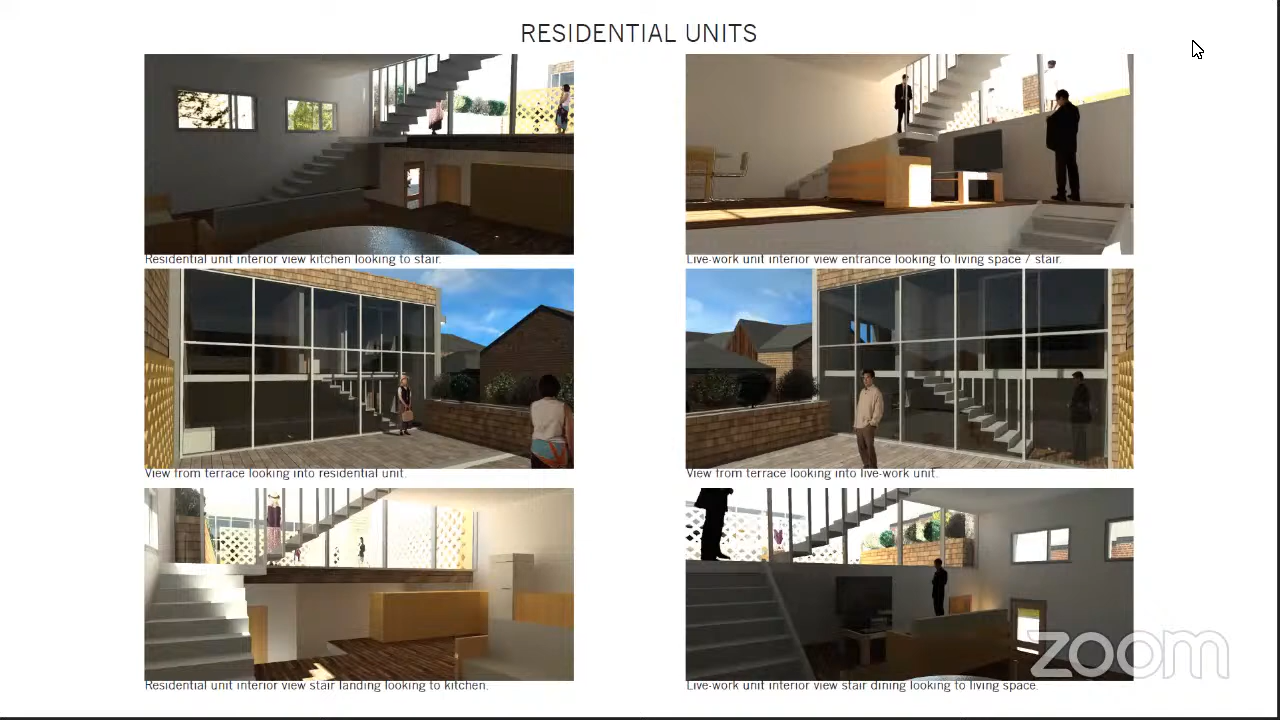 RESIDENTIAL UNITS
Residential unit interior view kitchen looking to stair.
Live-work unit interior view entrance looking to living space / stair.
View from terrace looking into residential unit.
View from terrace looking into live-work unit.
Residential unit interior view stair landing looking to kitchen.
Live-work unit interior view stair dining looking to living space.
zoom